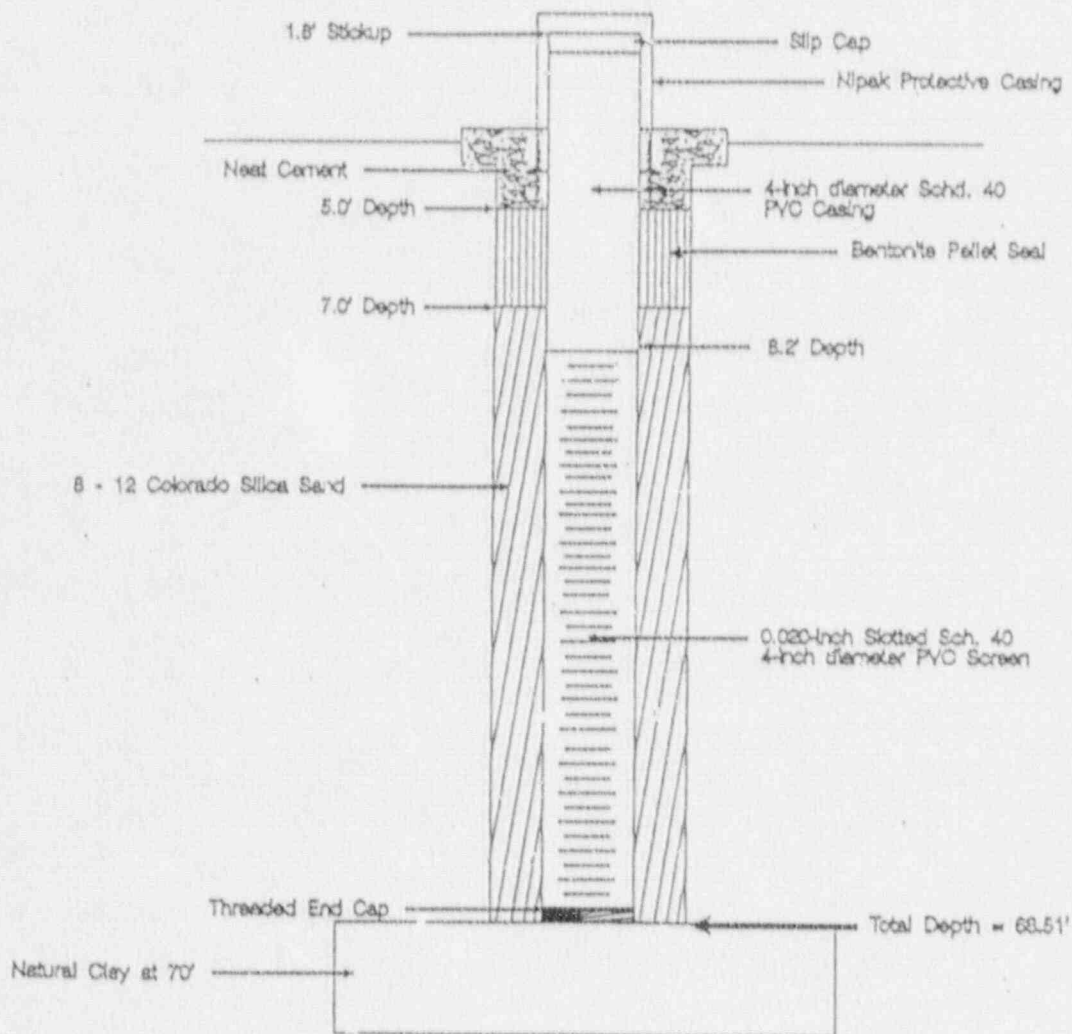 1.8' Stickup
Slip Cap
Nipak Protective Casing
Neat Cement
4-inch diameter Schd. 40
PVC Casing
5.0' Depth
Bentonite Pellet Seal
7.0' Depth
8.2' Depth
8 - 12 Colorado Silica Sand
0.020-inch Slotted Sch. 40
4-inch diameter PVC Screen
Threaded End Cap
Total Depth = 68.51'
Natural Clay at 70'